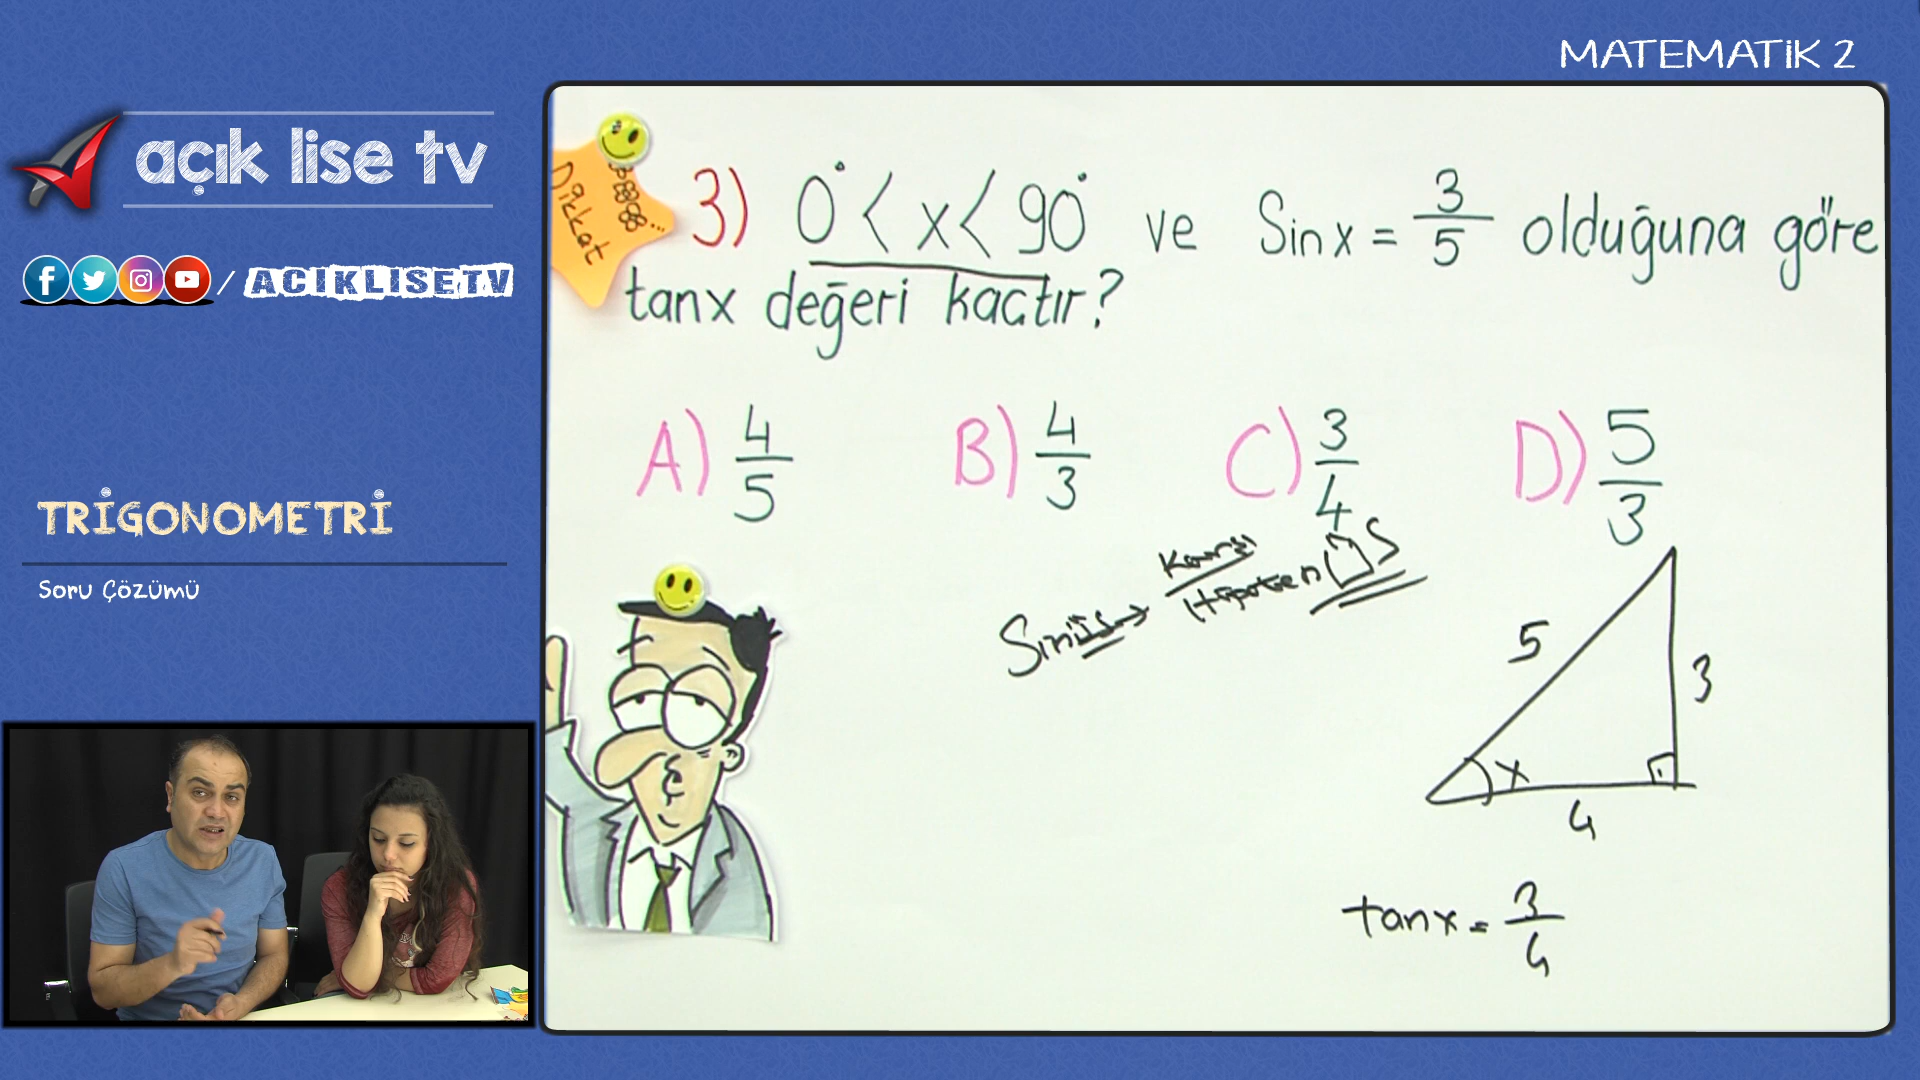 MATEMATİK 2
açık lise tv
/ ACIKLISETV
TRİGONOMETRİ
Soru Çözümü
Dikkat
3) 0° < x < 90° ve Sinx = 3/5 olduğuna göre
tanx değeri kaçtır?
A) 4/5 B) 4/3 C) 3/4 D) 5/3
Sinüs → Karşı/Hipotenüs
5
3
x
4
tanx = 3/4